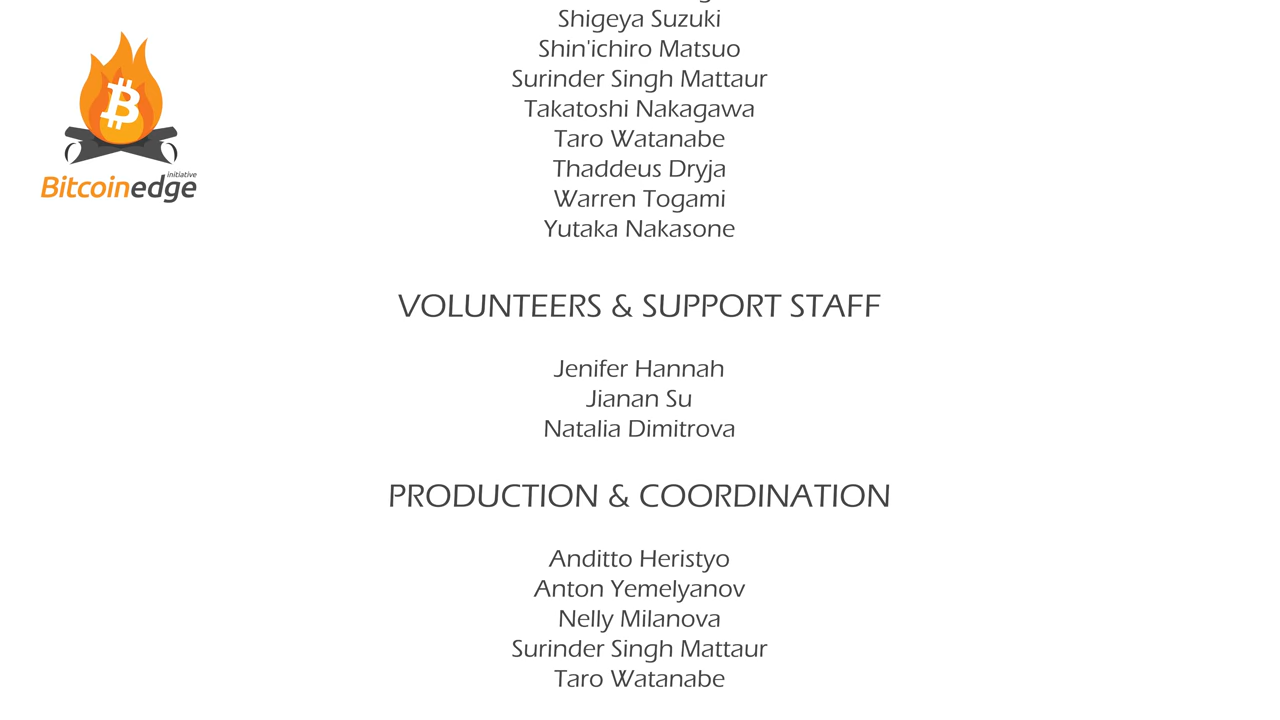 initiative
Bitcoinedge
Shigeya Suzuki
Shin'ichiro Matsuo
Surinder Singh Mattaur
Takatoshi Nakagawa
Taro Watanabe
Thaddeus Dryja
Warren Togami
Yutaka Nakasone
VOLUNTEERS & SUPPORT STAFF
Jenifer Hannah
Jianan Su
Natalia Dimitrova
PRODUCTION & COORDINATION
Anditto Heristyo
Anton Yemelyanov
Nelly Milanova
Surinder Singh Mattaur
Taro Watanabe